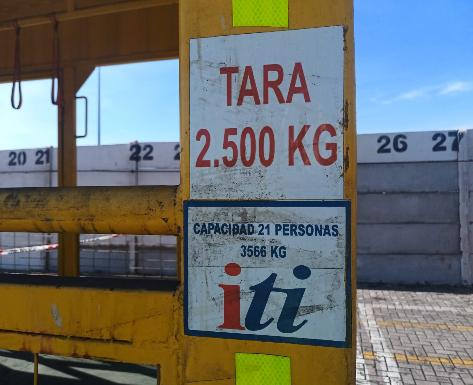 TARA
2.500 KG
CAPACIDAD 21 PERSONAS
3566 KG
iti
20 21
22
26 27